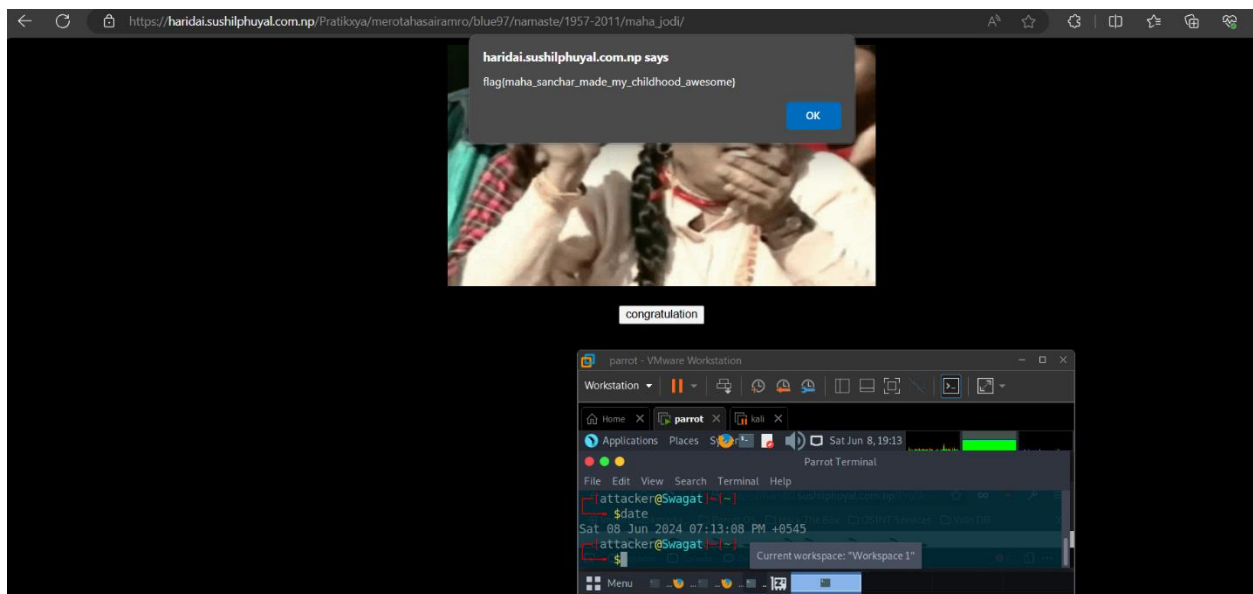 https://haridai.sushilphuyal.com.np/Pratikxya/merotahasairamro/blue97/namaste/1957-2011/maha_jodi/
haridai.sushilphuyal.com.np says
flag{maha_sanchar_made_my_childhood_awesome}
OK
congratulation
parrot - VMware Workstation
Workstation
Home parrot kali
Applications Places Sat Jun 8, 19:13
Parrot Terminal
File Edit View Search Terminal Help
[attacker@Swagat]-[~]
$date
Sat 08 Jun 2024 07:13:08 PM +0545
[attacker@Swagat]-[~]
$
Current workspace: "Workspace 1"
Menu